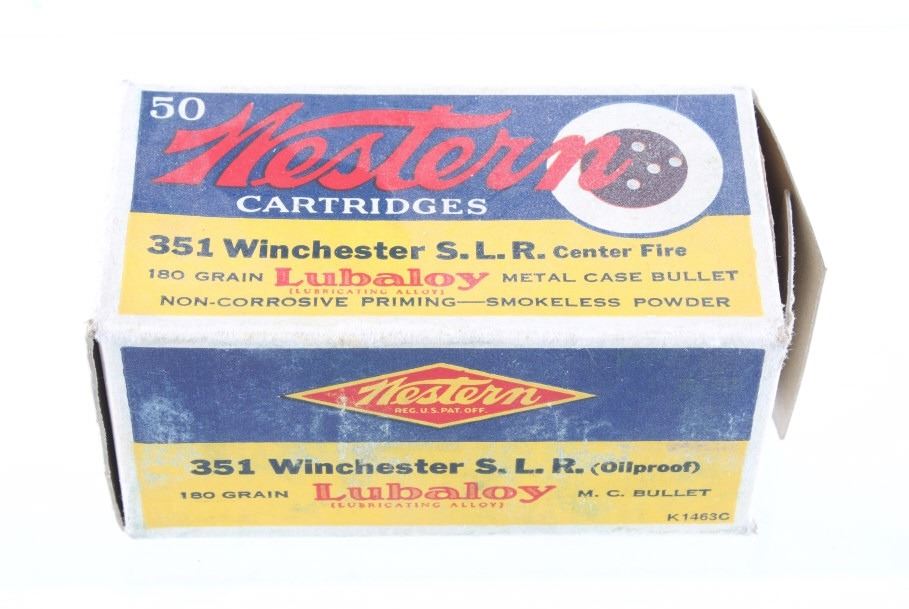 50
Western
CARTRIDGES
351 Winchester S.L.R. Center Fire
180 GRAIN Lubaloy METAL CASE BULLET
(LUBRICATING ALLOY)
NON-CORROSIVE PRIMING—SMOKELESS POWDER
Western
REG. U.S. PAT. OFF.
351 Winchester S.L.R. (Oilproof)
180 GRAIN Lubaloy M. C. BULLET
(LUBRICATING ALLOY)
K1463C